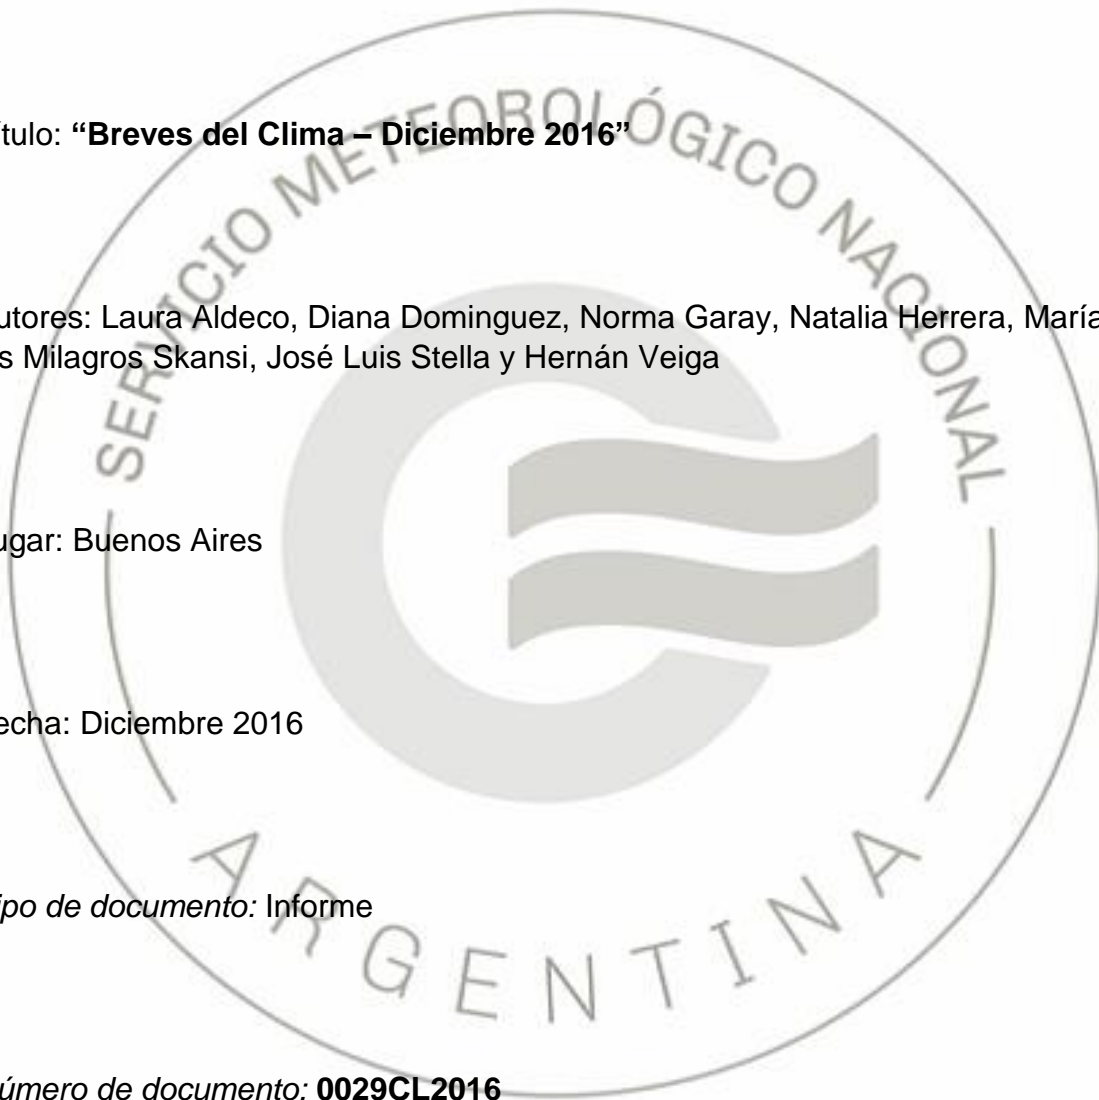 tulo: “Breves del Clima – Diciembre 2016”
SERVICIO METEOROLÓGICO NACIONAL
utores: Laura Aldeco, Diana Dominguez, Norma Garay, Natalia Herrera, María
s Milagros Skansi, José Luis Stella y Hernán Veiga
ugar: Buenos Aires
echa: Diciembre 2016
ipo de documento: Informe
ARGENTINA
úmero de documento: 0029CL2016